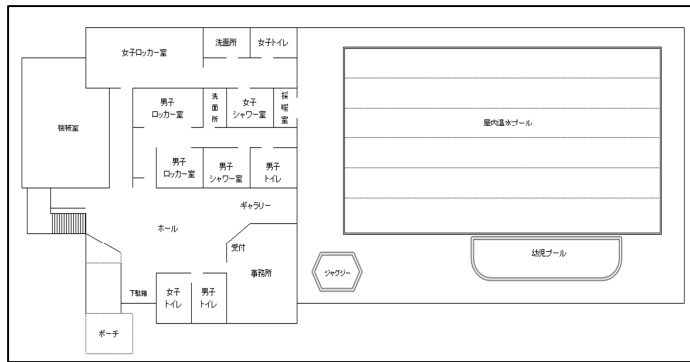 女子ロッカー室
洗面所
女子トイレ
機械室
男子
ロッカー室
洗
面
所
女子
シャワー室
採
暖
室
屋内温水プール
男子
ロッカー室
男子
シャワー室
男子
トイレ
ギャラリー
ホール
受付
事務所
ジャグジー
幼児プール
下駄箱
女子
トイレ
男子
トイレ
ポーチ